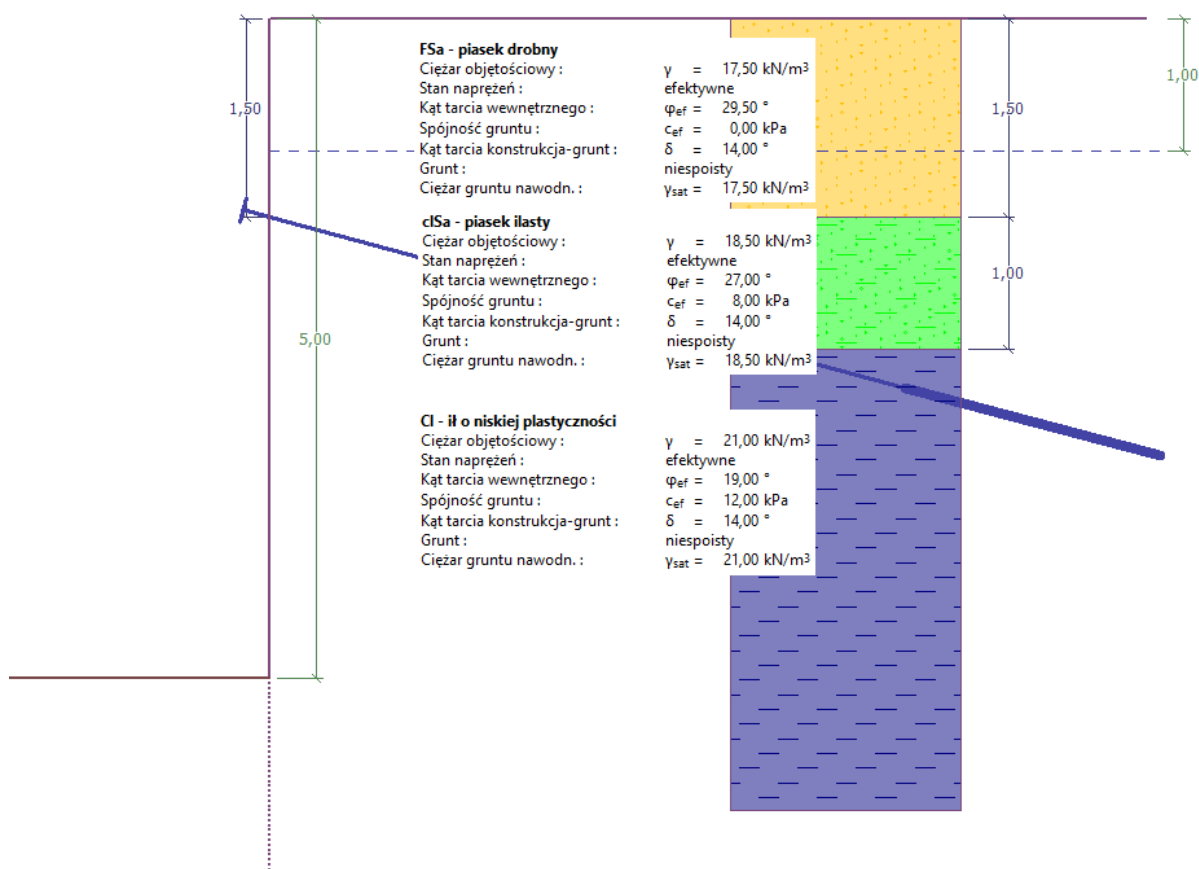 FSa - piasek drobny
Ciężar objętościowy : γ = 17,50 kN/m³
Stan naprężeń : efektywne
Kąt tarcia wewnętrznego : φef = 29,50 °
Spójność gruntu : cef = 0,00 kPa
Kąt tarcia konstrukcja-grunt : δ = 14,00 °
Grunt : niespoisty
Ciężar gruntu nawodn. : γsat = 17,50 kN/m³
1,50
1,50
1,00
clSa - piasek ilasty
Ciężar objętościowy : γ = 18,50 kN/m³
Stan naprężeń : efektywne
Kąt tarcia wewnętrznego : φef = 27,00 °
Spójność gruntu : cef = 8,00 kPa
Kąt tarcia konstrukcja-grunt : δ = 14,00 °
Grunt : niespoisty
Ciężar gruntu nawodn. : γsat = 18,50 kN/m³
1,00
5,00
Cl - ił o niskiej plastyczności
Ciężar objętościowy : γ = 21,00 kN/m³
Stan naprężeń : efektywne
Kąt tarcia wewnętrznego : φef = 19,00 °
Spójność gruntu : cef = 12,00 kPa
Kąt tarcia konstrukcja-grunt : δ = 14,00 °
Grunt : niespoisty
Ciężar gruntu nawodn. : γsat = 21,00 kN/m³